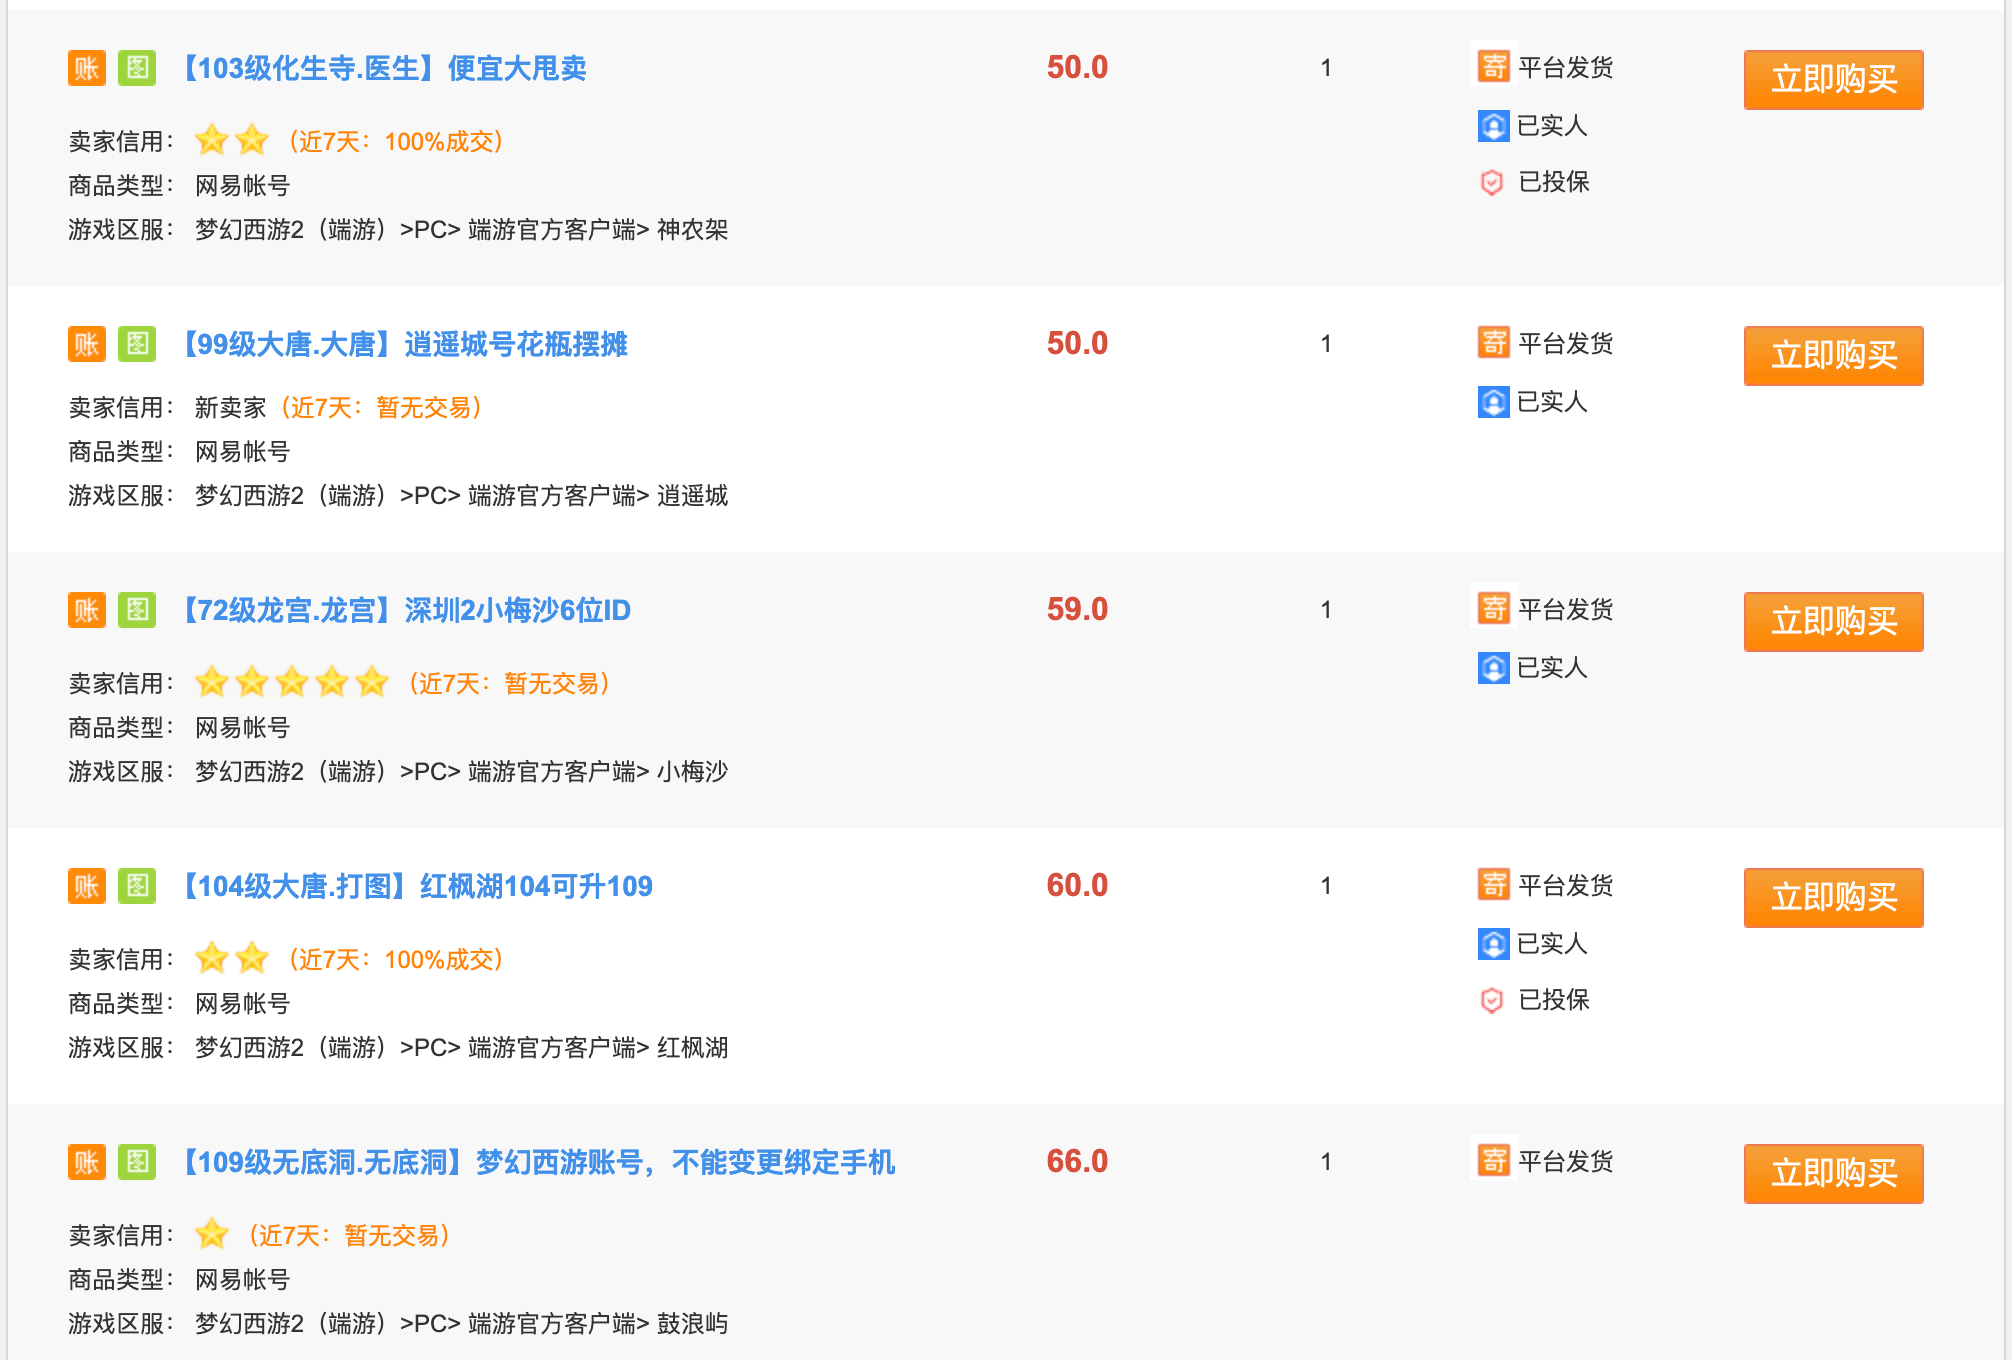 账 图 【103级化生寺.医生】便宜大甩卖 50.0 1 寄 平台发货 立即购买
已实人
卖家信用： （近7天：100%成交）
已投保
商品类型： 网易帐号
游戏区服： 梦幻西游2（端游）>PC> 端游官方客户端> 神农架
账 图 【99级大唐.大唐】逍遥城号花瓶摆摊 50.0 1 寄 平台发货 立即购买
已实人
卖家信用： 新卖家（近7天：暂无交易）
商品类型： 网易帐号
游戏区服： 梦幻西游2（端游）>PC> 端游官方客户端> 逍遥城
账 图 【72级龙宫.龙宫】深圳2小梅沙6位ID 59.0 1 寄 平台发货 立即购买
已实人
卖家信用： （近7天：暂无交易）
商品类型： 网易帐号
游戏区服： 梦幻西游2（端游）>PC> 端游官方客户端> 小梅沙
账 图 【104级大唐.打图】红枫湖104可升109 60.0 1 寄 平台发货 立即购买
已实人
卖家信用： （近7天：100%成交）
已投保
商品类型： 网易帐号
游戏区服： 梦幻西游2（端游）>PC> 端游官方客户端> 红枫湖
账 图 【109级无底洞.无底洞】梦幻西游账号，不能变更绑定手机 66.0 1 寄 平台发货 立即购买
卖家信用： （近7天：暂无交易）
商品类型： 网易帐号
游戏区服： 梦幻西游2（端游）>PC> 端游官方客户端> 鼓浪屿